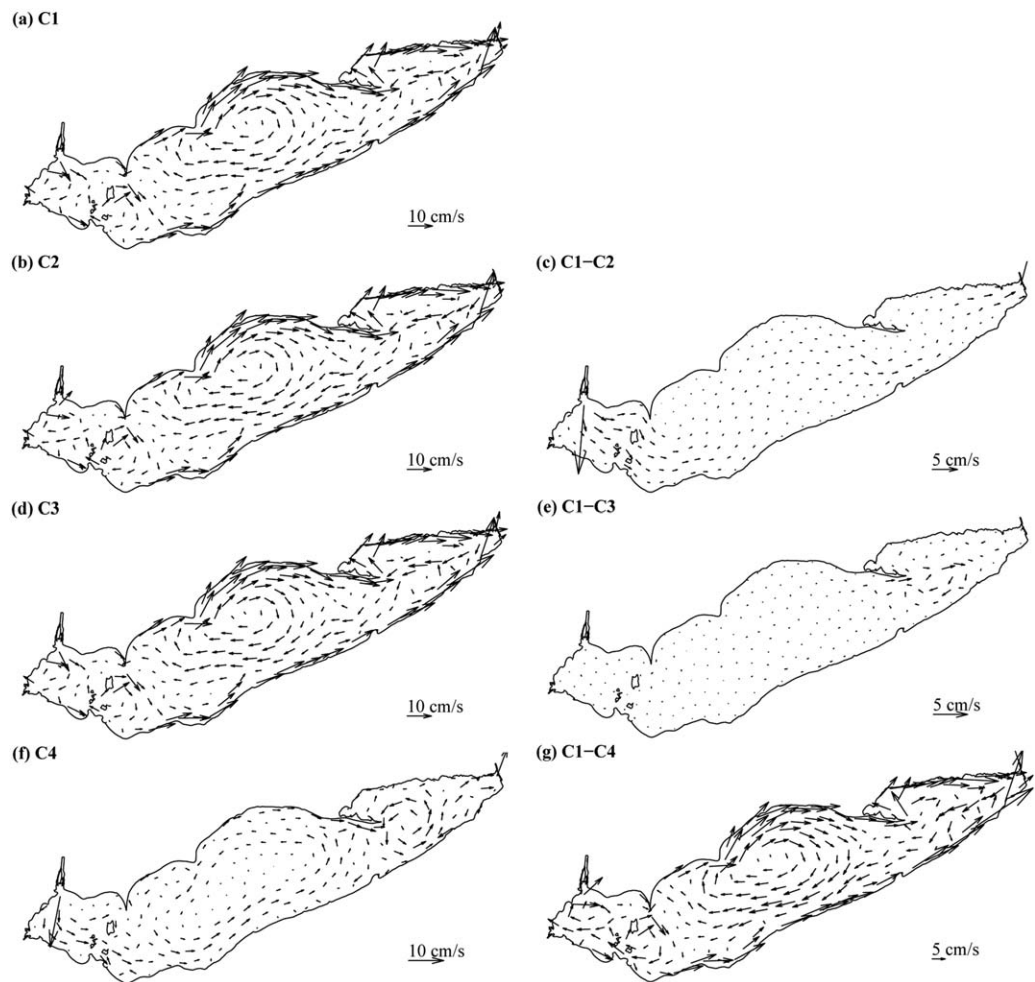 (a) C1
10 cm/s
(b) C2
(c) C1−C2
10 cm/s
5 cm/s
(d) C3
(e) C1−C3
10 cm/s
5 cm/s
(f) C4
(g) C1−C4
10 cm/s
5 cm/s